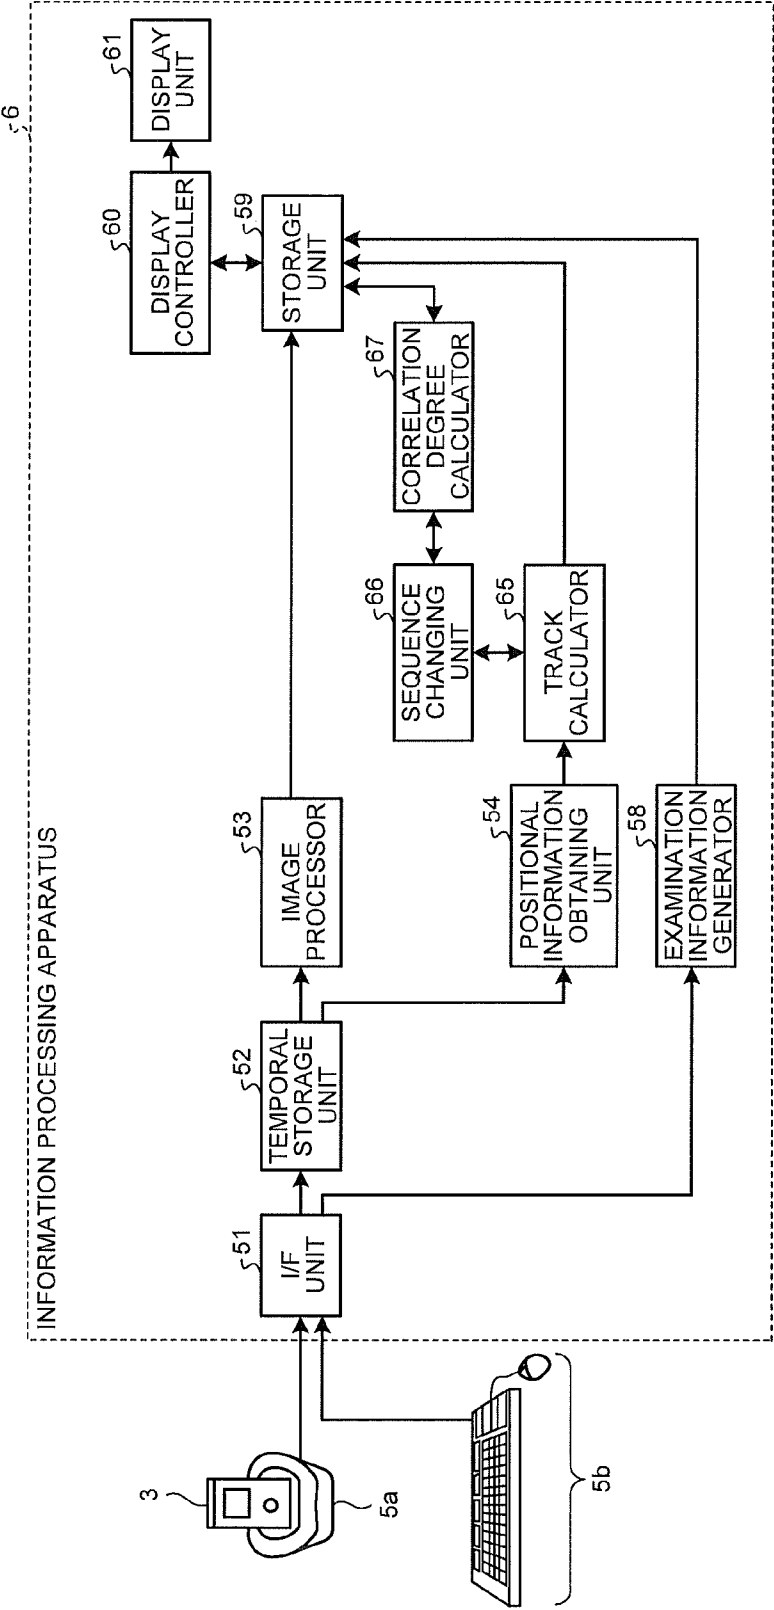 6
INFORMATION PROCESSING APPARATUS
61
DISPLAY
UNIT
60
DISPLAY
CONTROLLER
59
STORAGE
UNIT
67
CORRELATION
DEGREE
CALCULATOR
66
SEQUENCE
CHANGING
UNIT
65
TRACK
CALCULATOR
53
IMAGE
PROCESSOR
54
POSITIONAL
INFORMATION
OBTAINING
UNIT
58
EXAMINATION
INFORMATION
GENERATOR
52
TEMPORAL
STORAGE
UNIT
51
I/F
UNIT
3
5a
5b